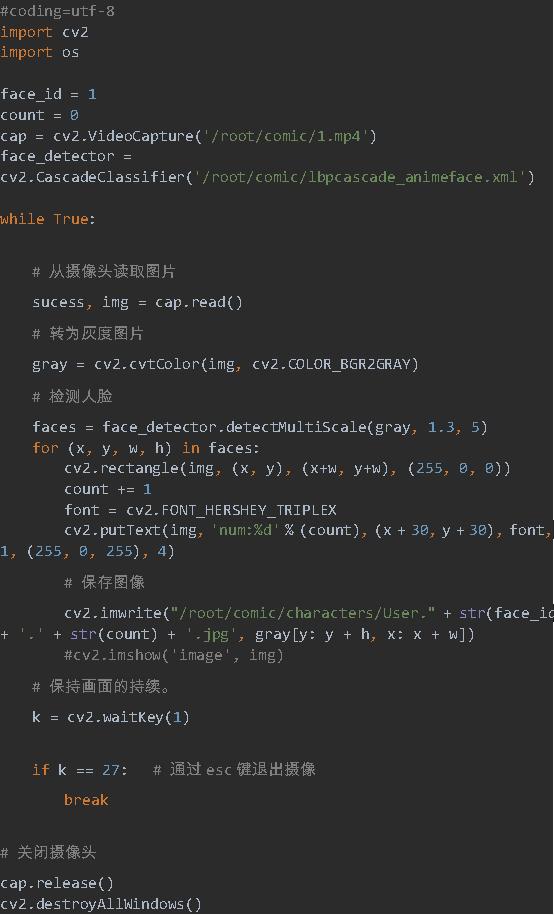 #coding=utf-8
import cv2
import os
face_id = 1
count = 0
cap = cv2.VideoCapture('/root/comic/1.mp4')
face_detector =
cv2.CascadeClassifier('/root/comic/lbpcascade_animeface.xml')
while True:
# 从摄像头读取图片
sucess, img = cap.read()
# 转为灰度图片
gray = cv2.cvtColor(img, cv2.COLOR_BGR2GRAY)
# 检测人脸
faces = face_detector.detectMultiScale(gray, 1.3, 5)
for (x, y, w, h) in faces:
cv2.rectangle(img, (x, y), (x+w, y+w), (255, 0, 0))
count += 1
font = cv2.FONT_HERSHEY_TRIPLEX
cv2.putText(img, 'num:%d' % (count), (x + 30, y + 30), font,
1, (255, 0, 255), 4)
# 保存图像
cv2.imwrite("/root/comic/characters/User." + str(face_id
+ '.' + str(count) + '.jpg', gray[y: y + h, x: x + w])
#cv2.imshow('image', img)
# 保持画面的持续。
k = cv2.waitKey(1)
if k == 27:   # 通过 esc 键退出摄像
break
# 关闭摄像头
cap.release()
cv2.destroyAllWindows()